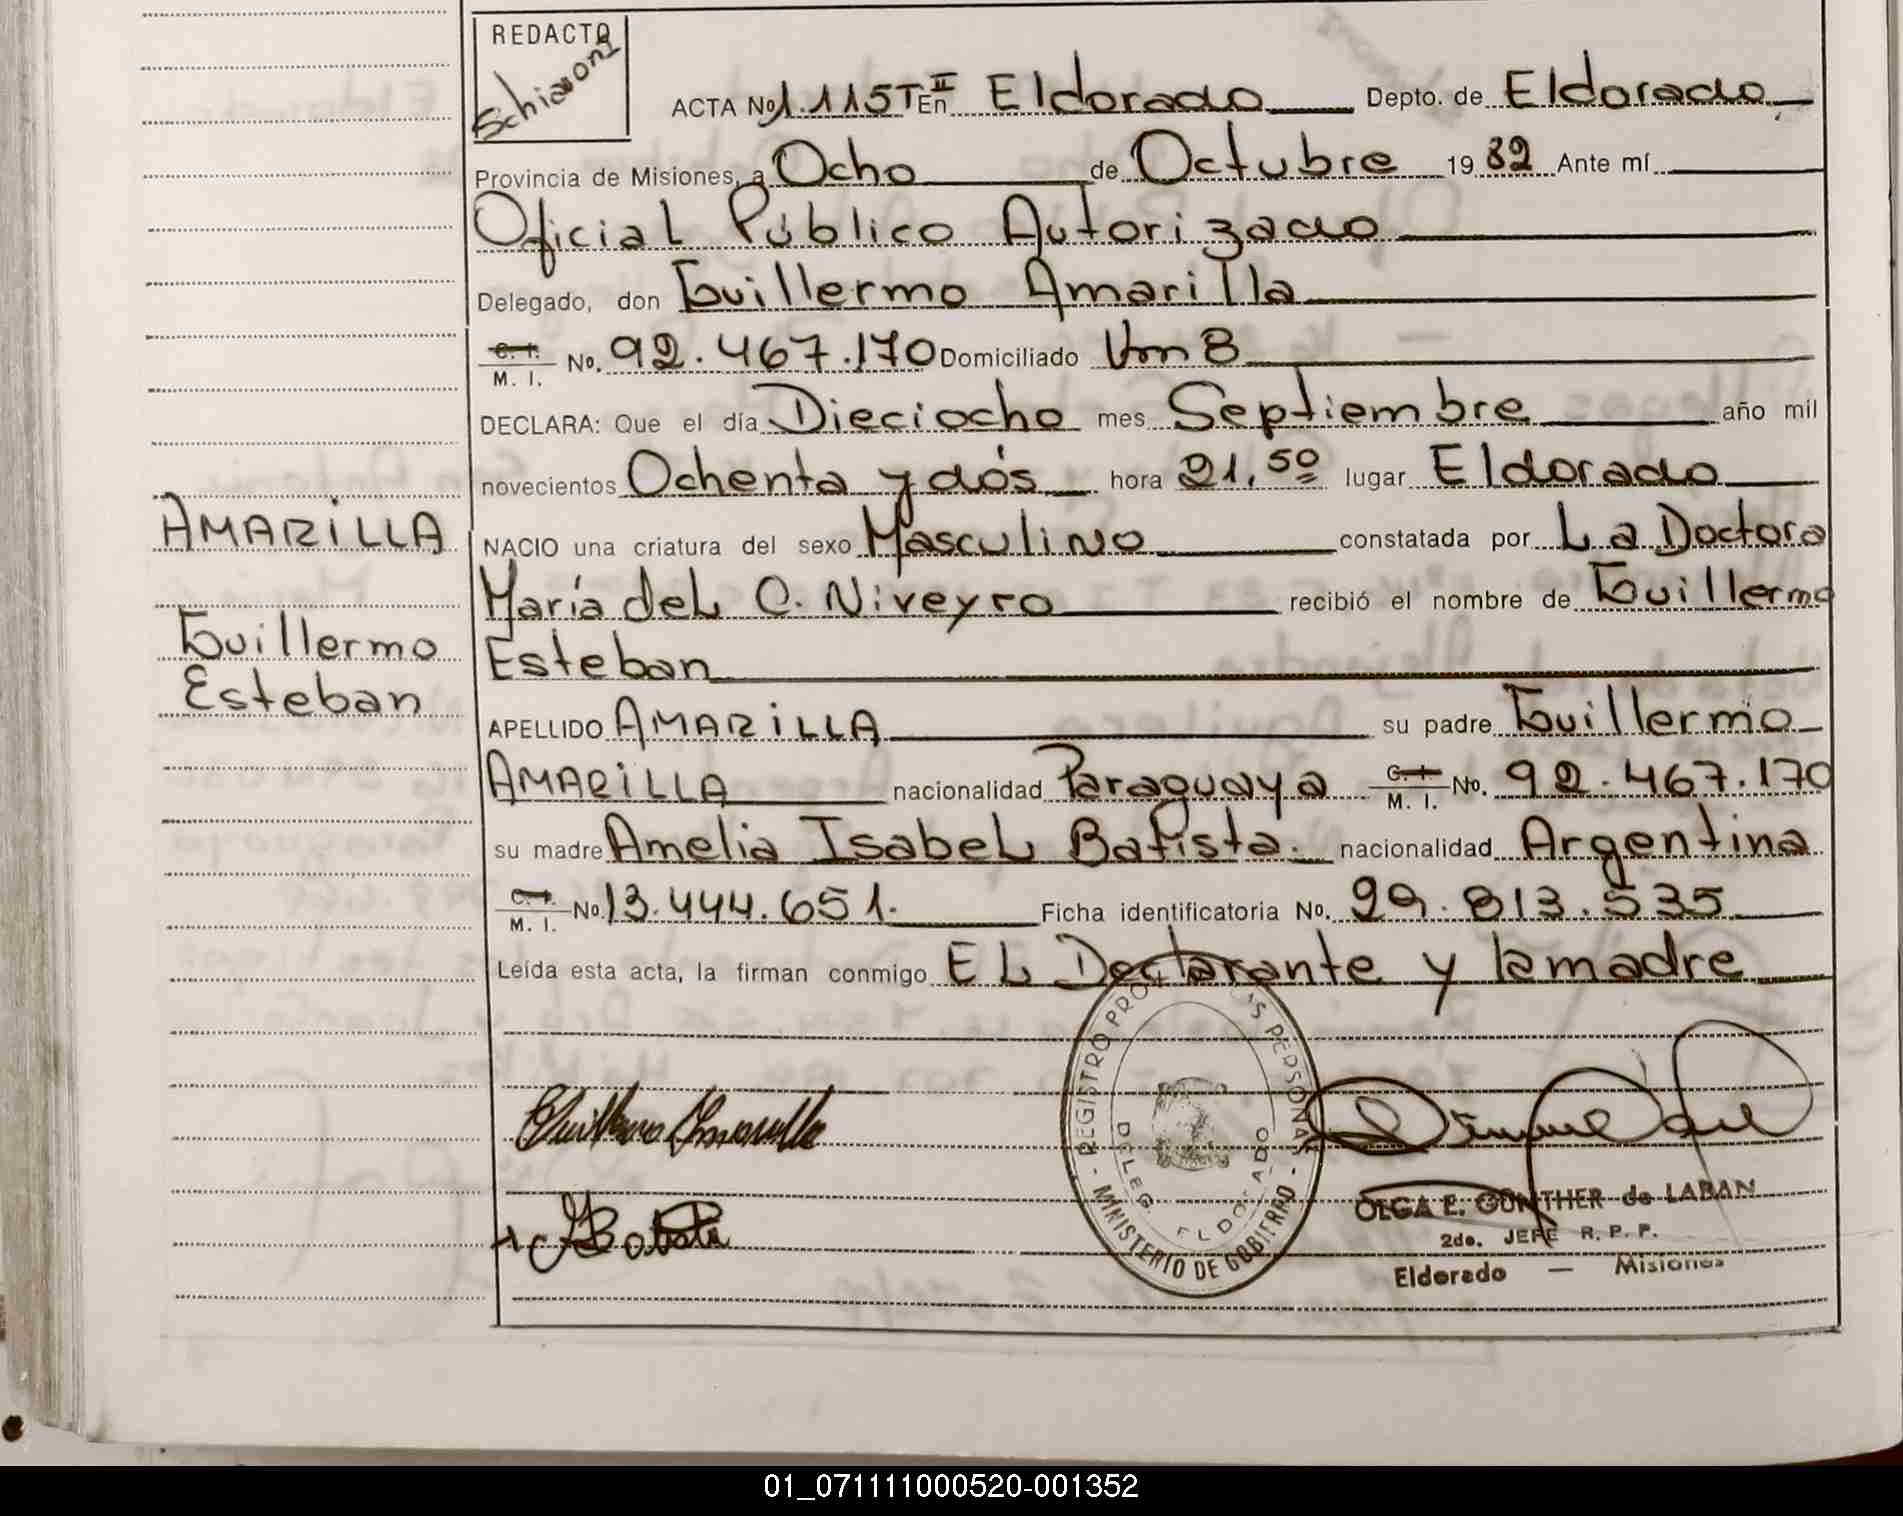 REDACTO
Schiavoni
ACTA Nº 1.115 T II En Eldorado Depto. de Eldorado
Provincia de Misiones, a Ocho de Octubre 19 82 Ante mí
Oficial Público Autorizado
Delegado, don Guillermo Amarilla
C. I. M. I. No. 92.467.170 Domiciliado Km 8
DECLARA: Que el día Dieciocho mes Septiembre año mil
novecientos Ochenta y dós hora 21,50 lugar Eldorado
AMARILLA
NACIO una criatura del sexo Masculino constatada por La Doctora
María del C. Niveyro recibió el nombre de Guillermo
Guillermo
Esteban
Esteban
APELLIDO AMARILLA su padre Guillermo
AMARILLA nacionalidad Paraguaya C. I. M. I. No. 92.467.170
su madre Amelia Isabel Batista. nacionalidad Argentina
C. I. M. I. No. 13.444.651. Ficha identificatoria No. 29.813.535
Leída esta acta, la firman conmigo El Declarante y la madre
Guillermo Amarilla
Batista
REGISTRO PROV. DE LAS PERSONAS
DELEG. ELDORADO
- MINISTERIO DE GOBIERNO -
OLGA E. GUNTHER de LABAN
2do. JEFE R. P. P.
Eldorado — Misiones
01_071111000520-001352